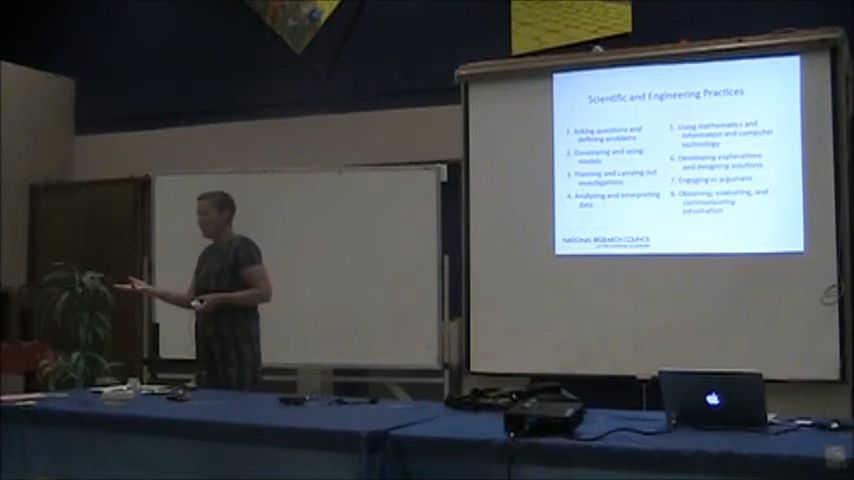 Scientific and Engineering Practices
1. Asking questions and
defining problems
2. Developing and using
models
3. Planning and carrying out
investigations
4. Analyzing and interpreting
data
5. Using mathematics and
information and computer
technology
6. Developing explanations
and designing solutions
7. Engaging in argument
8. Obtaining, evaluating, and
communicating
information
NATIONAL RESEARCH COUNCIL